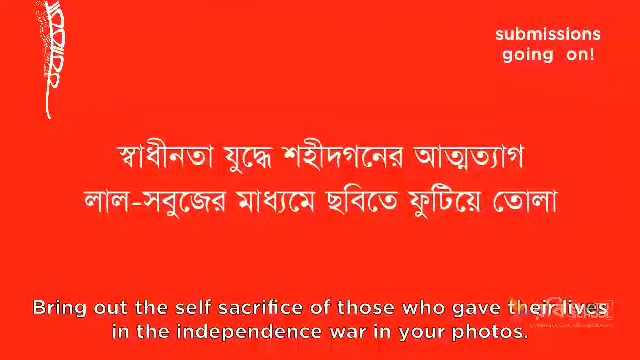 submissions
going on!
স্বাধীনতা যুদ্ধে শহীদগনের আত্মত্যাগ
লাল-সবুজের মাধ্যমে ছবিতে ফুটিয়ে তোলা
Bring out the self sacrifice of those who gave their lives
in the independence war in your photos.